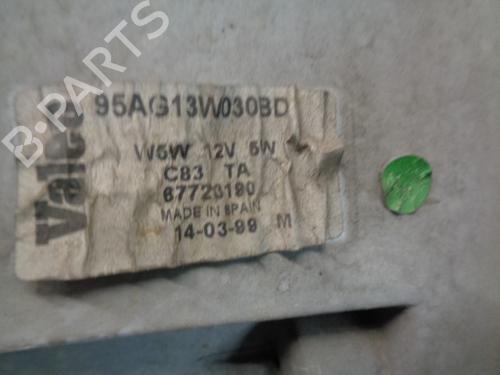 B-PARTS
Valeo
95AG13W030BD
W5W 12V 5W
C83 TA
67723190
MADE IN SPAIN
14-03-99 M